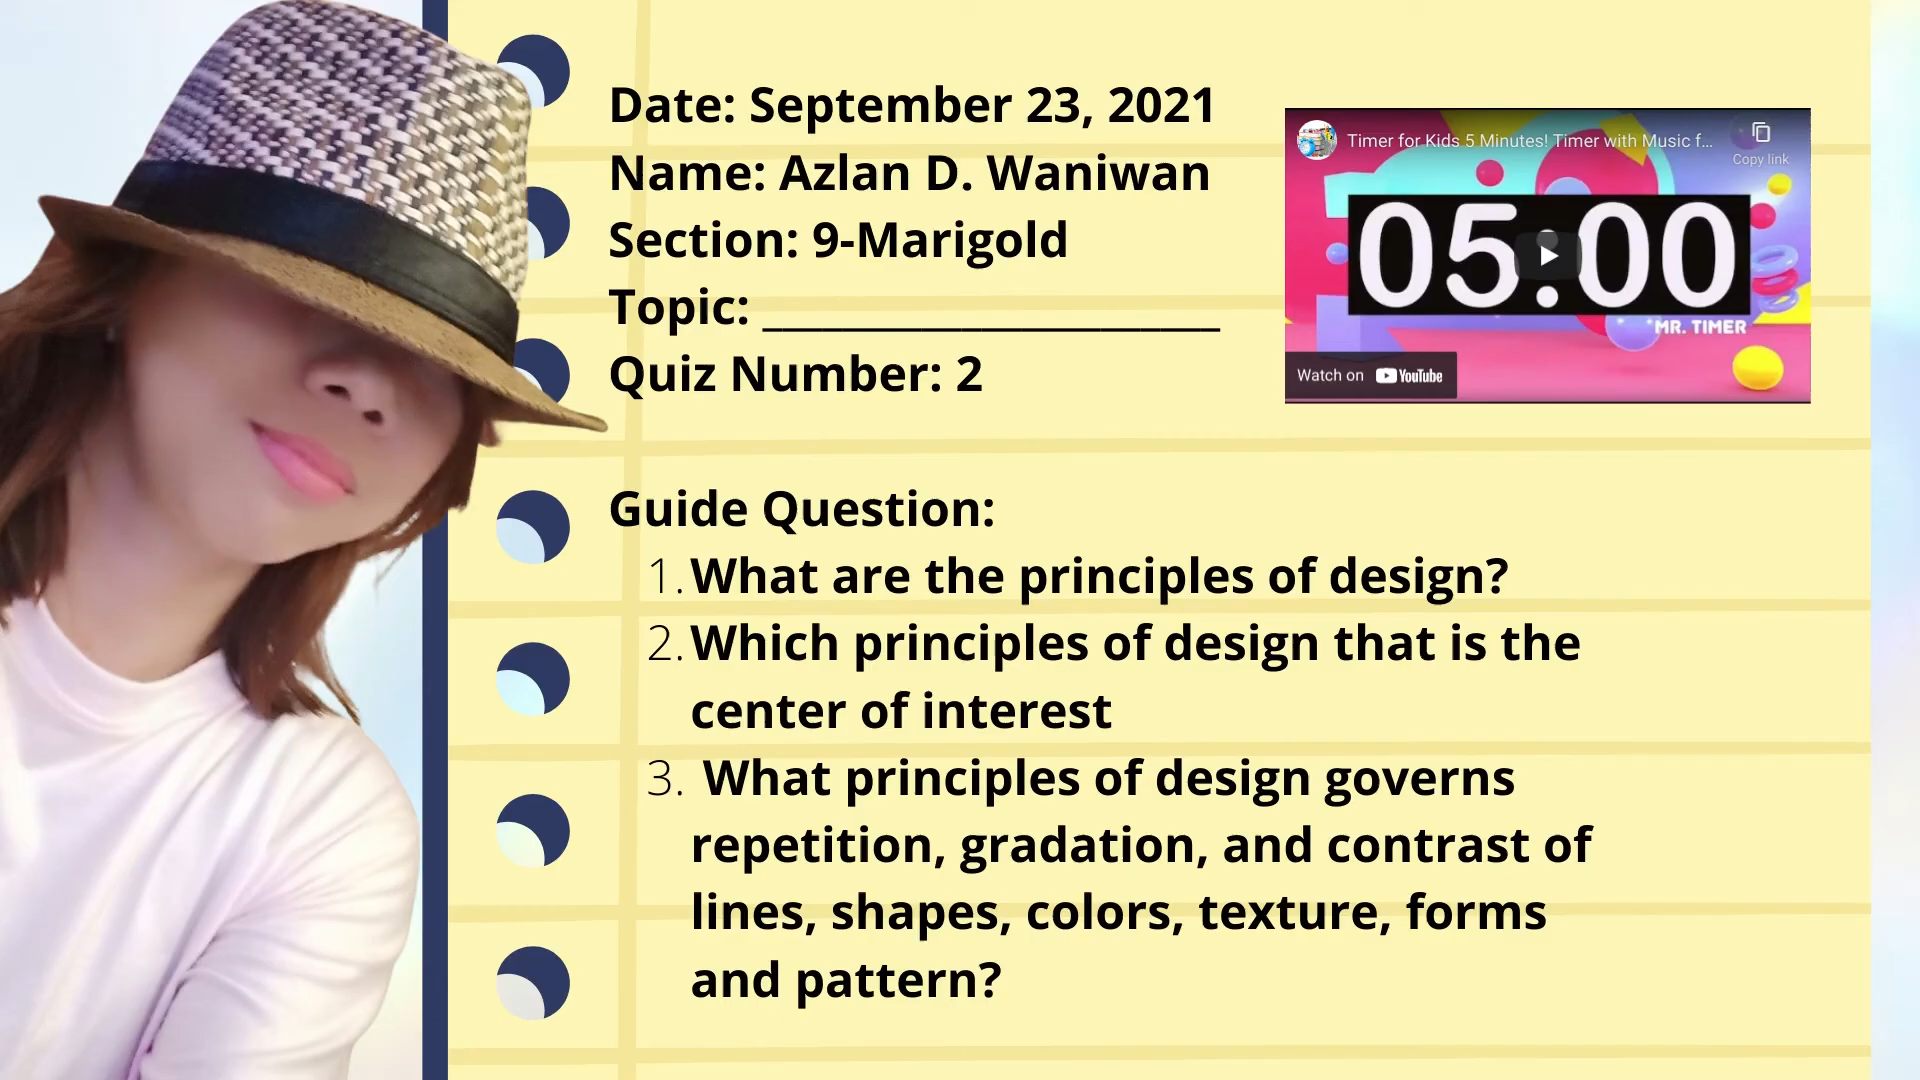 Date: September 23, 2021
Name: Azlan D. Waniwan
Section: 9-Marigold
Topic: _______________________
Quiz Number: 2
Timer for Kids 5 Minutes! Timer with Music f...
Copy link
05:00
MR. TIMER
Watch on YouTube
Guide Question:
1. What are the principles of design?
2. Which principles of design that is the
center of interest
3. What principles of design governs
repetition, gradation, and contrast of
lines, shapes, colors, texture, forms
and pattern?